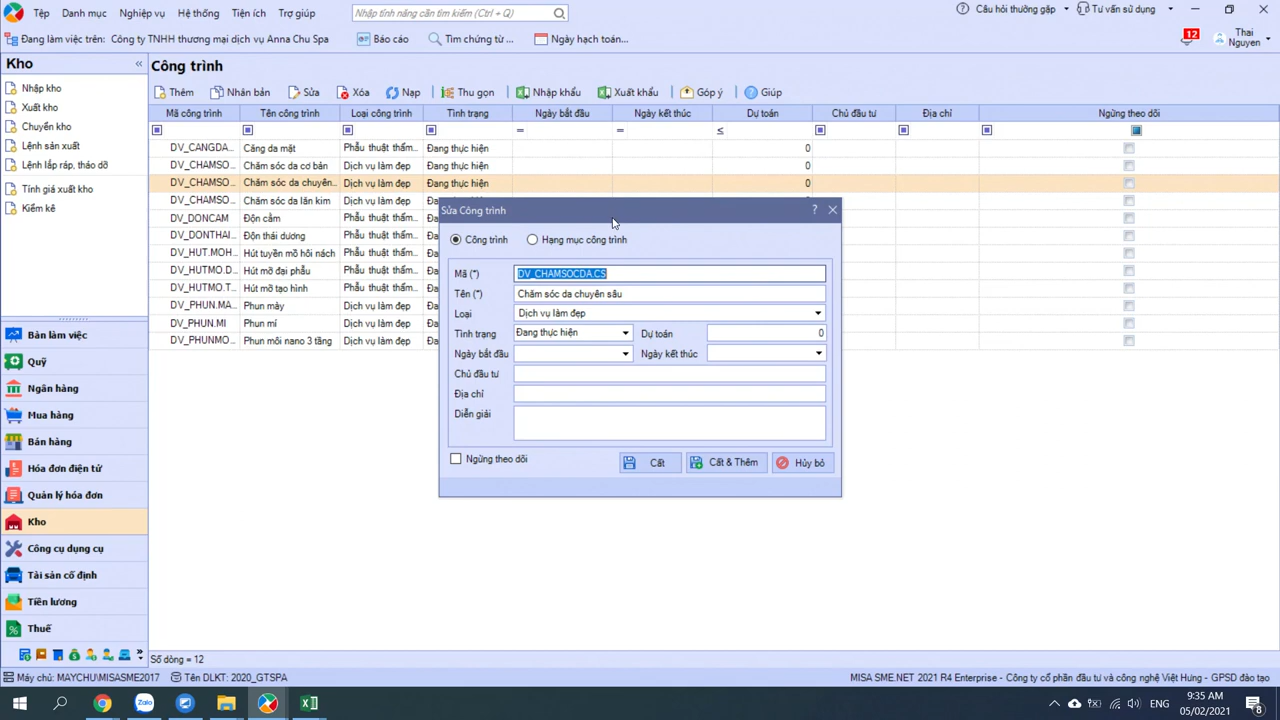 Tệp Danh mục Nghiệp vụ Hệ thống Tiện ích Trợ giúp Nhập tính năng cần tìm kiếm (Ctrl + Q) Câu hỏi thường gặp Tư vấn sử dụng
Đang làm việc trên: Công ty TNHH thương mại dịch vụ Anna Chu Spa Báo cáo Tìm chứng từ ... Ngày hạch toán... 12 Thai Nguyen
Kho «
Nhập kho
Xuất kho
Chuyển kho
Lệnh sản xuất
Lệnh lắp ráp, tháo dỡ
Tính giá xuất kho
Kiểm kê
Bàn làm việc
Quỹ
Ngân hàng
Mua hàng
Bán hàng
Hóa đơn điện tử
Quản lý hóa đơn
Kho
Công cụ dụng cụ
Tài sản cố định
Tiền lương
Thuế
Công trình
Thêm Nhân bản Sửa Xóa Nạp Thu gọn Nhập khẩu Xuất khẩu Góp ý Giúp
Mã công trình Tên công trình Loại công trình Tình trạng Ngày bắt đầu Ngày kết thúc Dự toán Chủ đầu tư Địa chỉ Ngừng theo dõi
= = ≤
DV_CANGDA... Căng da mặt Phẫu thuật thẩm... Đang thực hiện 0
DV_CHAMSO... Chăm sóc da cơ bản Dịch vụ làm đẹp Đang thực hiện 0
DV_CHAMSO... Chăm sóc da chuyên... Dịch vụ làm đẹp Đang thực hiện 0
DV_CHAMSO... Chăm sóc da lăn kim Dịch vụ làm đẹp Đang thực hiện 0
DV_DONCAM Độn cằm Phẫu thuật thẩm...
DV_DONTHAI... Độn thái dương Phẫu thuật thẩm...
DV_HUT.MOH... Hút tuyến mồ hôi nách Phẫu thuật thẩm...
DV_HUTMO.D... Hút mỡ đại phẫu Phẫu thuật thẩm...
DV_HUTMO.T... Hút mỡ tạo hình Phẫu thuật thẩm...
DV_PHUN.MA... Phun mày Dịch vụ làm đẹp
DV_PHUN.MI Phun mí Dịch vụ làm đẹp
DV_PHUNMO... Phun môi nano 3 tầng Dịch vụ làm đẹp
Sửa Công trình ?
Công trình Hạng mục công trình
Mã (*) DV_CHAMSOCDA.CS
Tên (*) Chăm sóc da chuyên sâu
Loại Dịch vụ làm đẹp
Tình trạng Đang thực hiện Dự toán 0
Ngày bắt đầu Ngày kết thúc
Chủ đầu tư
Địa chỉ
Diễn giải
Ngừng theo dõi Cất Cất & Thêm Hủy bỏ
Số dòng = 12
Máy chủ: MAYCHU\MISASME2017 Tên DLKT: 2020_GTSPA MISA SME.NET 2021 R4 Enterprise - Công ty cổ phần đầu tư và công nghệ Việt Hưng - GPSD đào tạo
Zalo ENG 9:35 AM
05/02/2021 8